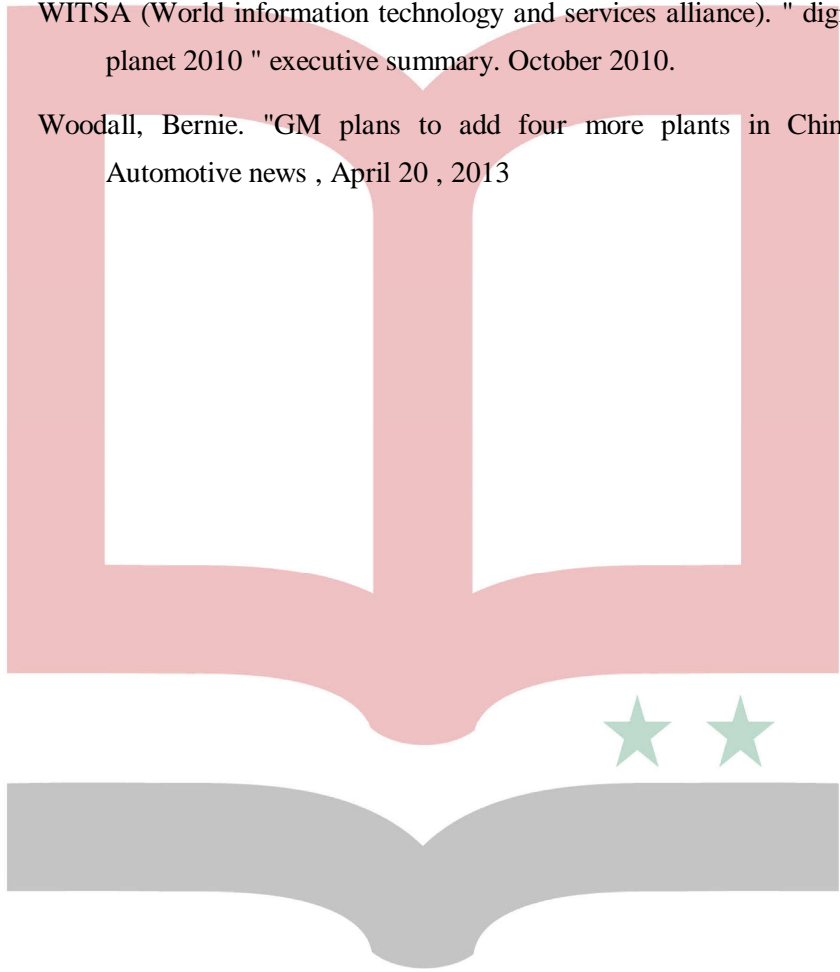 WITSA (World information technology and services alliance). " dig
planet 2010 " executive summary. October 2010.
Woodall, Bernie. "GM plans to add four more plants in Chin
Automotive news , April 20 , 2013